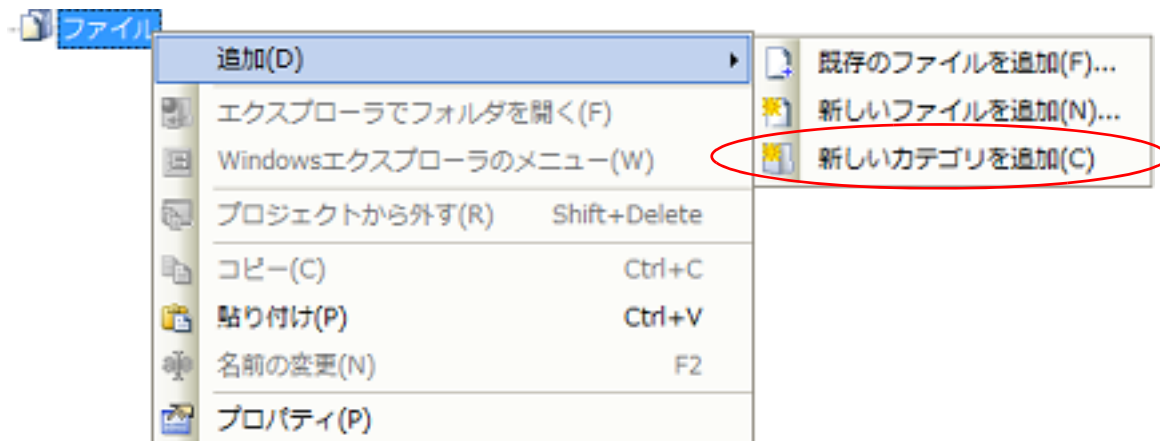 ファイル
追加(D)
エクスプローラでフォルダを開く(F)
Windowsエクスプローラのメニュー(W)
プロジェクトから外す(R) Shift+Delete
コピー(C) Ctrl+C
貼り付け(P) Ctrl+V
名前の変更(N) F2
プロパティ(P)
既存のファイルを追加(F)...
新しいファイルを追加(N)...
新しいカテゴリを追加(C)